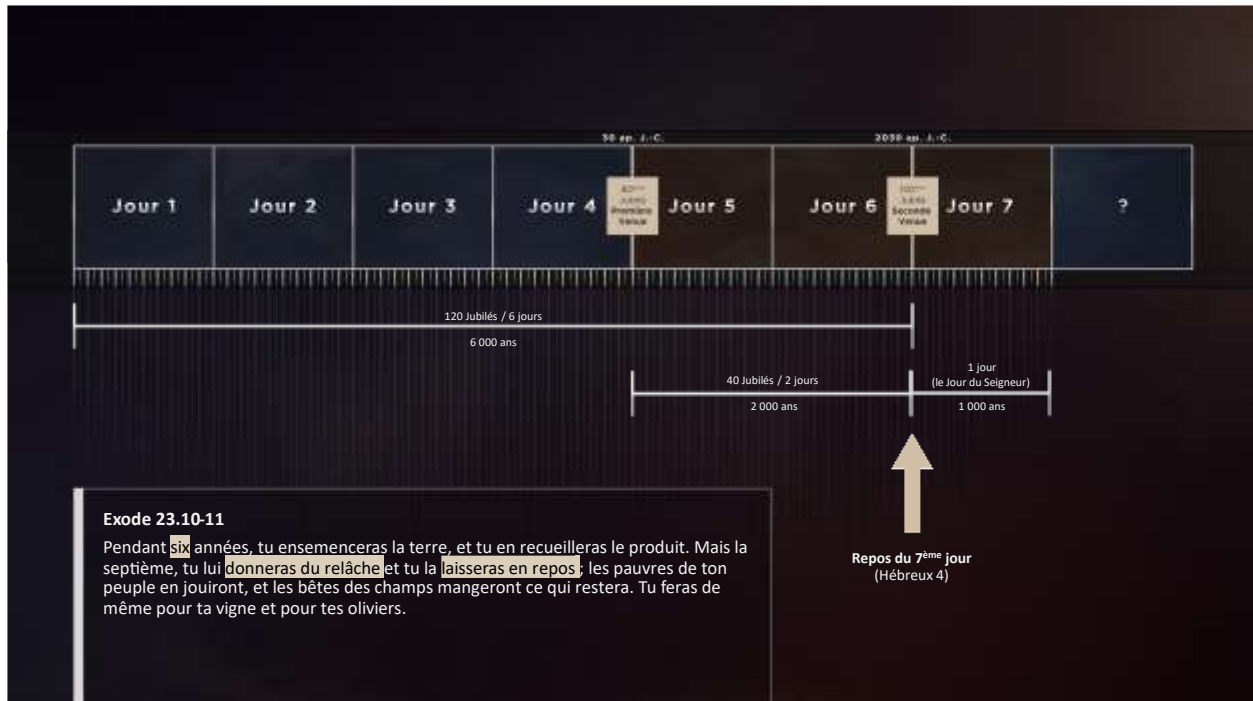 30 ap. J.-C.
2030 ap. J.-C.
Jour 1
Jour 2
Jour 3
Jour 4
Première
Venue
Jour 5
Jour 6
Seconde
Venue
Jour 7
?
120 Jubilés / 6 jours
6 000 ans
40 Jubilés / 2 jours
2 000 ans
1 jour
(le Jour du Seigneur)
1 000 ans
Exode 23.10-11
Pendant six années, tu ensemenceras la terre, et tu en recueilleras le produit. Mais la
septième, tu lui donneras du relâche et tu la laisseras en repos ; les pauvres de ton
peuple en jouiront, et les bêtes des champs mangeront ce qui restera. Tu feras de
même pour ta vigne et pour tes oliviers.
Repos du 7ème jour
(Hébreux 4)